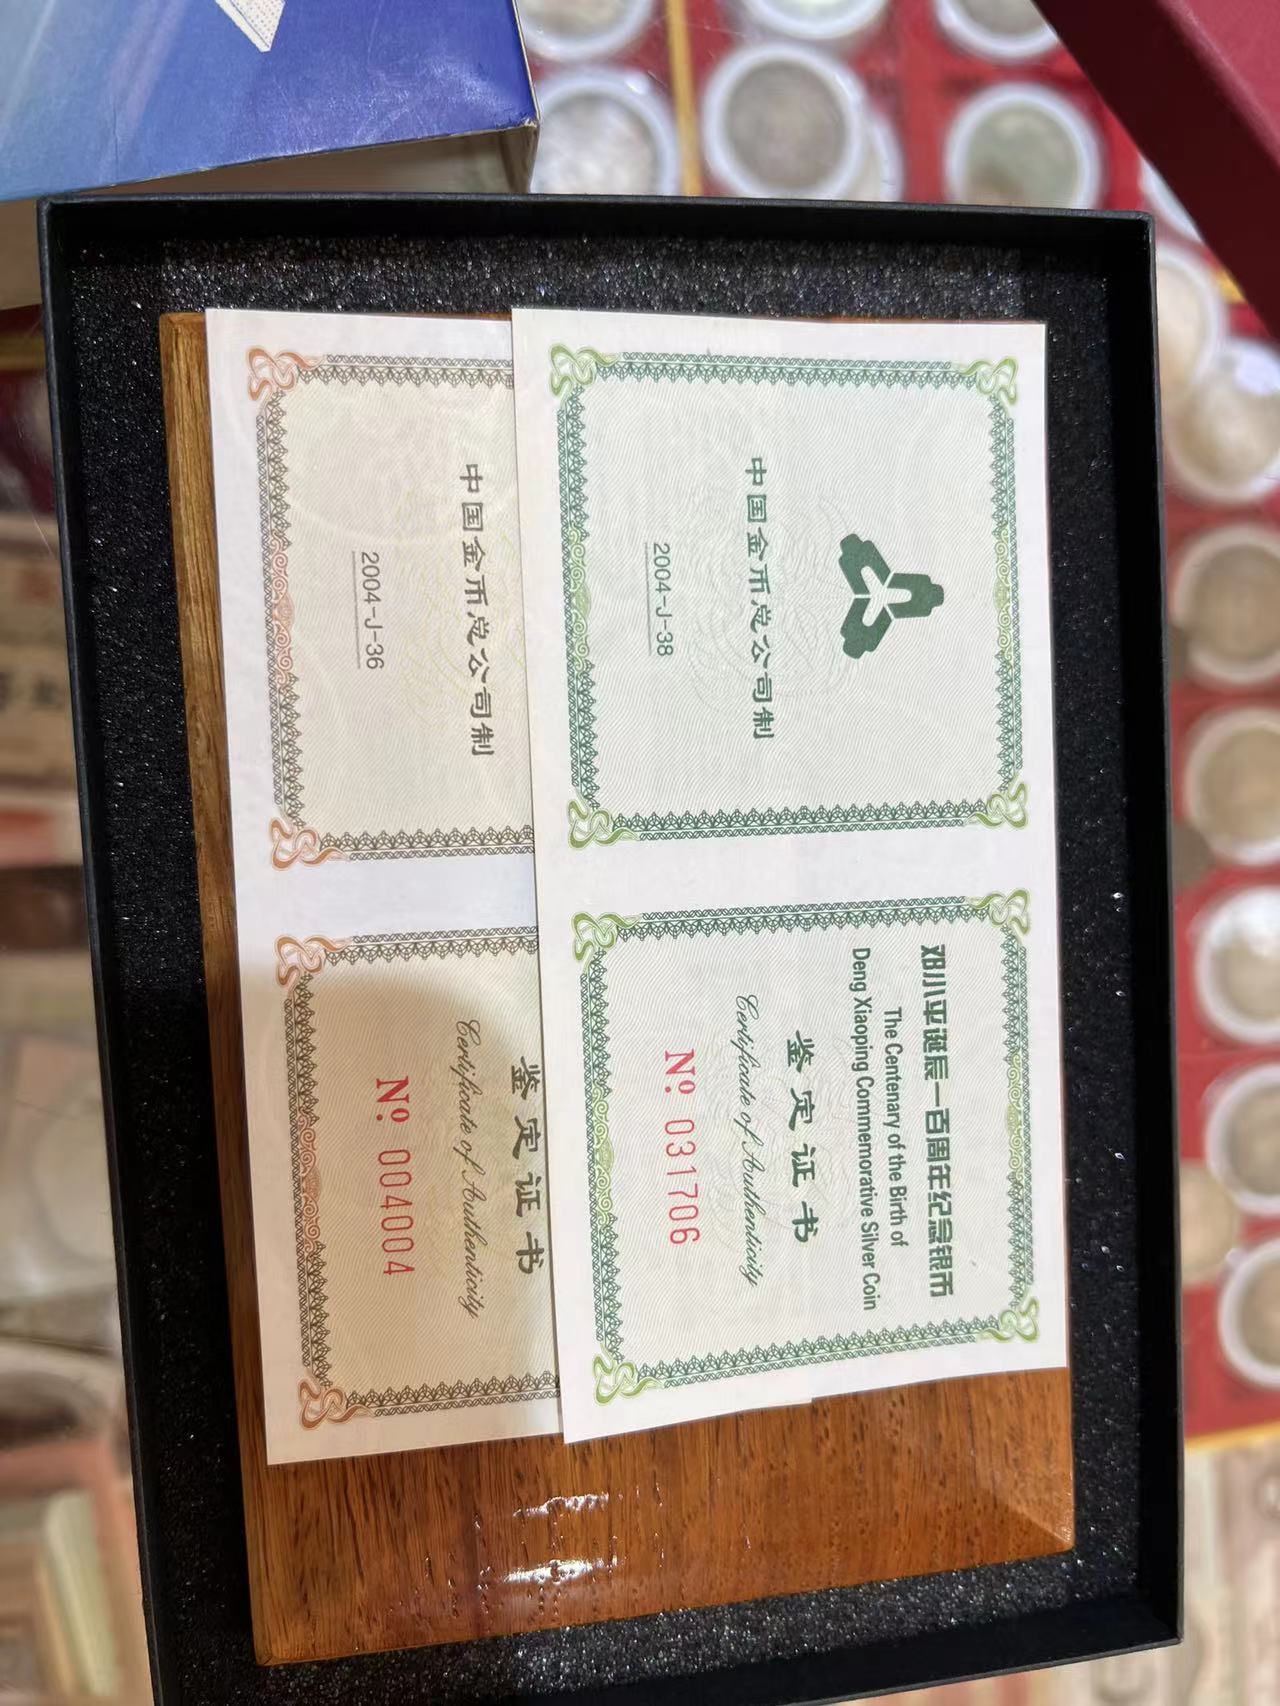 中国金币总公司制
2004-J-38
邓小平诞辰一百周年纪念银币
The Centenary of the Birth of
Deng Xiaoping Commemorative Silver Coin
鉴定证书
Certificate of Authenticity
No. 031706
中国金币总公司制
2004-J-36
鉴定证书
Certificate of Authenticity
No. 004004